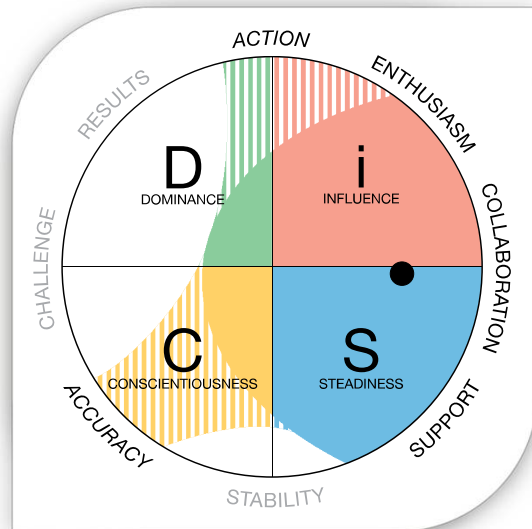 ACTION
ENTHUSIASM
RESULTS
D
DOMINANCE
i
INFLUENCE
COLLABORATION
CHALLENGE
C
CONSCIENTIOUSNESS
S
STEADINESS
ACCURACY
SUPPORT
STABILITY